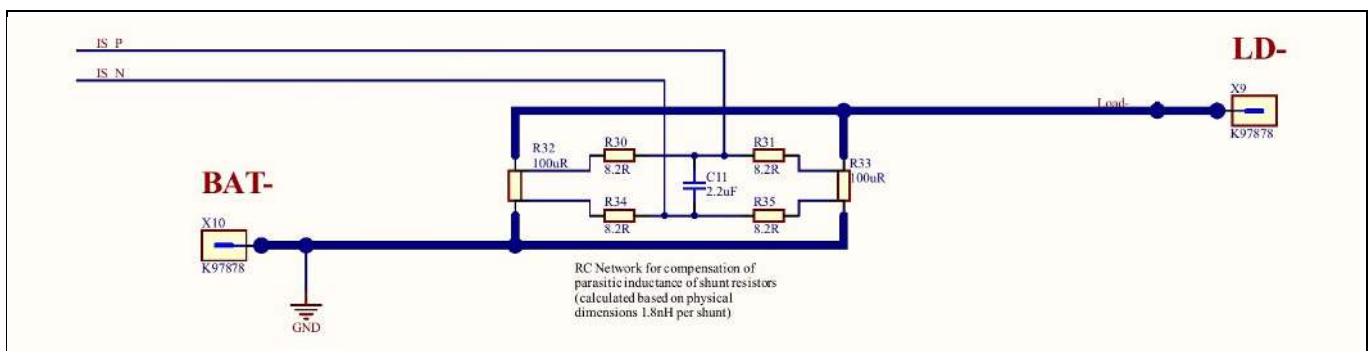 IS_P
LD-
IS_N
X9
Load-
K97878
R32
100uR
R30
8.2R
R31
8.2R
R33
100uR
C11
2.2uF
BAT-
R34
8.2R
R35
8.2R
X10
K97878
RC Network for compensation of
parasitic inductance of shunt resistors
(calculated based on physical
dimensions 1.8nH per shunt)
GND